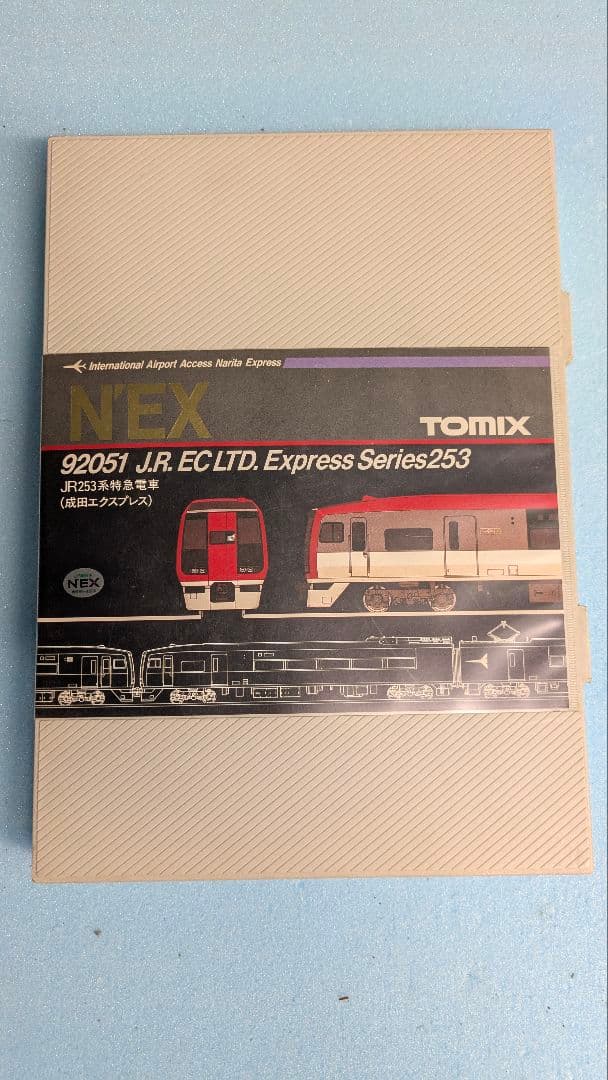 International Airport Access Narita Express
N'EX
TOMIX
92051 J.R. EC LTD. Express Series253
JR253系特急電車
(成田エクスプレス)
N'EX